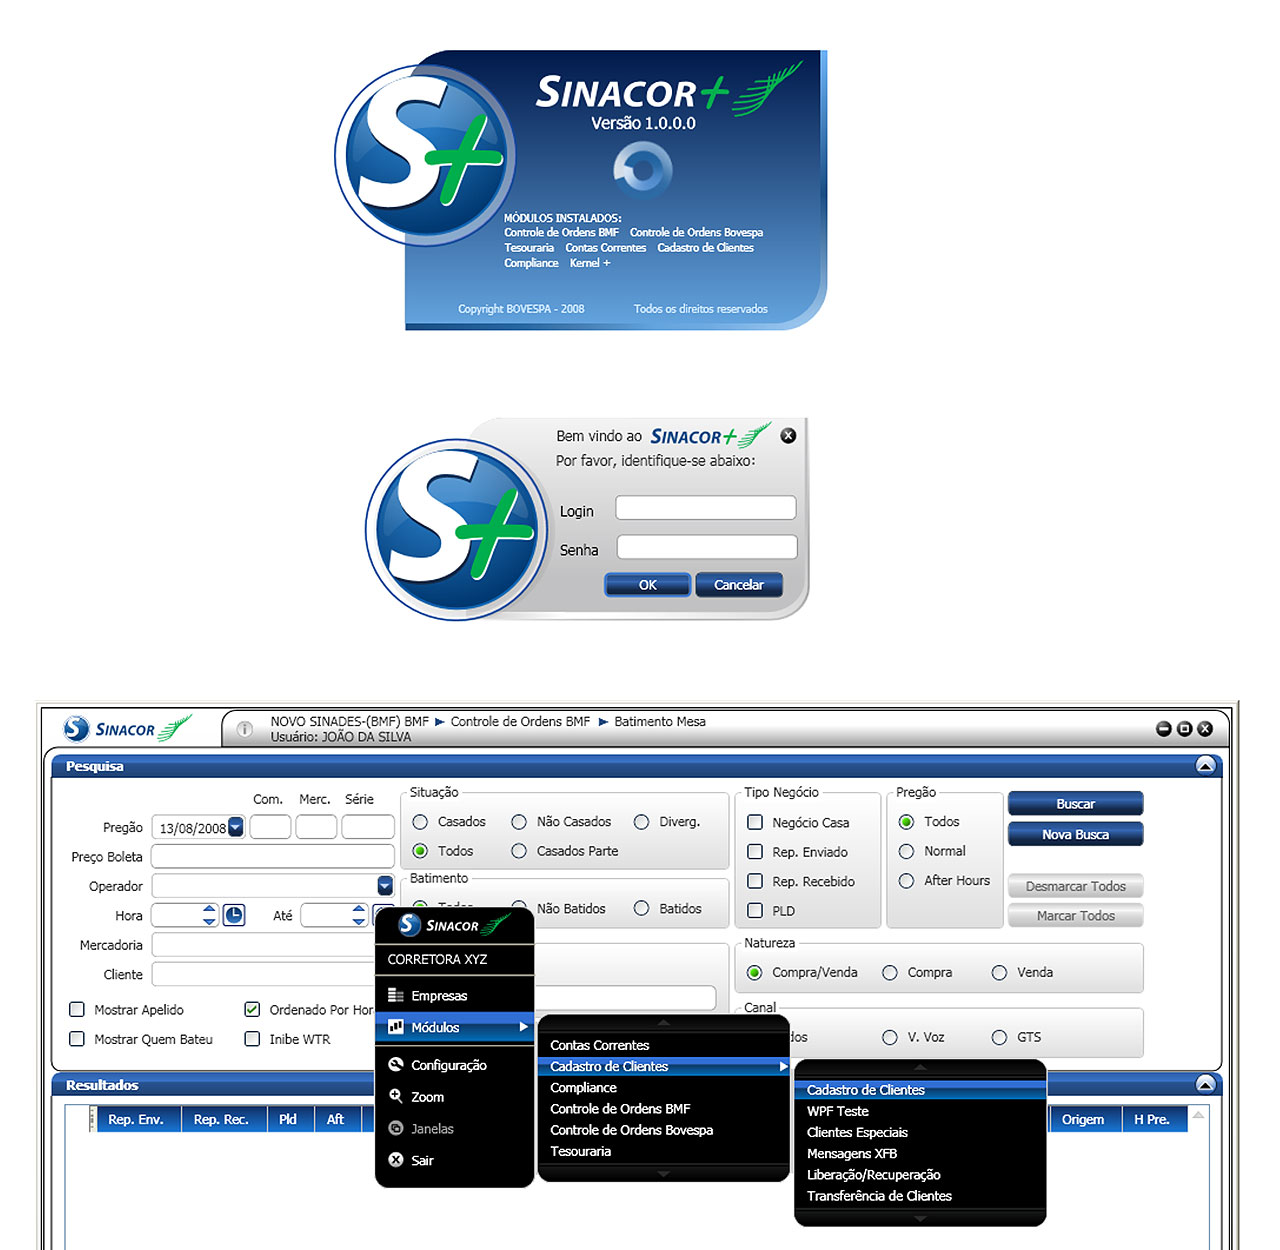 S+
SINACOR+
Versão 1.0.0.0
MÓDULOS INSTALADOS:
Controle de Ordens BMF Controle de Ordens Bovespa
Tesouraria Contas Correntes Cadastro de Clientes
Compliance Kernel +
Copyright BOVESPA - 2008 Todos os direitos reservados
S+
Bem vindo ao SINACOR+
Por favor, identifique-se abaixo:
Login
Senha
OK Cancelar
S SINACOR
i
NOVO SINADES-(BMF) BMF ► Controle de Ordens BMF ► Batimento Mesa
Usuário: JOÃO DA SILVA
Pesquisa
Com. Merc. Série
Pregão 13/08/2008
Preço Boleta
Operador
Hora Até
Mercadoria
Cliente
Mostrar Apelido Ordenado Por Hor
Mostrar Quem Bateu Inibe WTR
Situação
Casados Não Casados Diverg.
Todos Casados Parte
Batimento
Todos Não Batidos Batidos
Tipo Negócio
Negócio Casa
Rep. Enviado
Rep. Recebido
PLD
Pregão
Todos
Normal
After Hours
Buscar
Nova Busca
Desmarcar Todos
Marcar Todos
Natureza
Compra/Venda Compra Venda
Canal
dos V. Voz GTS
S SINACOR
CORRETORA XYZ
Empresas
Módulos
Configuração
Zoom
Janelas
Sair
Contas Correntes
Cadastro de Clientes
Compliance
Controle de Ordens BMF
Controle de Ordens Bovespa
Tesouraria
Cadastro de Clientes
WPF Teste
Clientes Especiais
Mensagens XFB
Liberação/Recuperação
Transferência de Clientes
Resultados
Rep. Env. Rep. Rec. Pld Aft Origem H Pre.